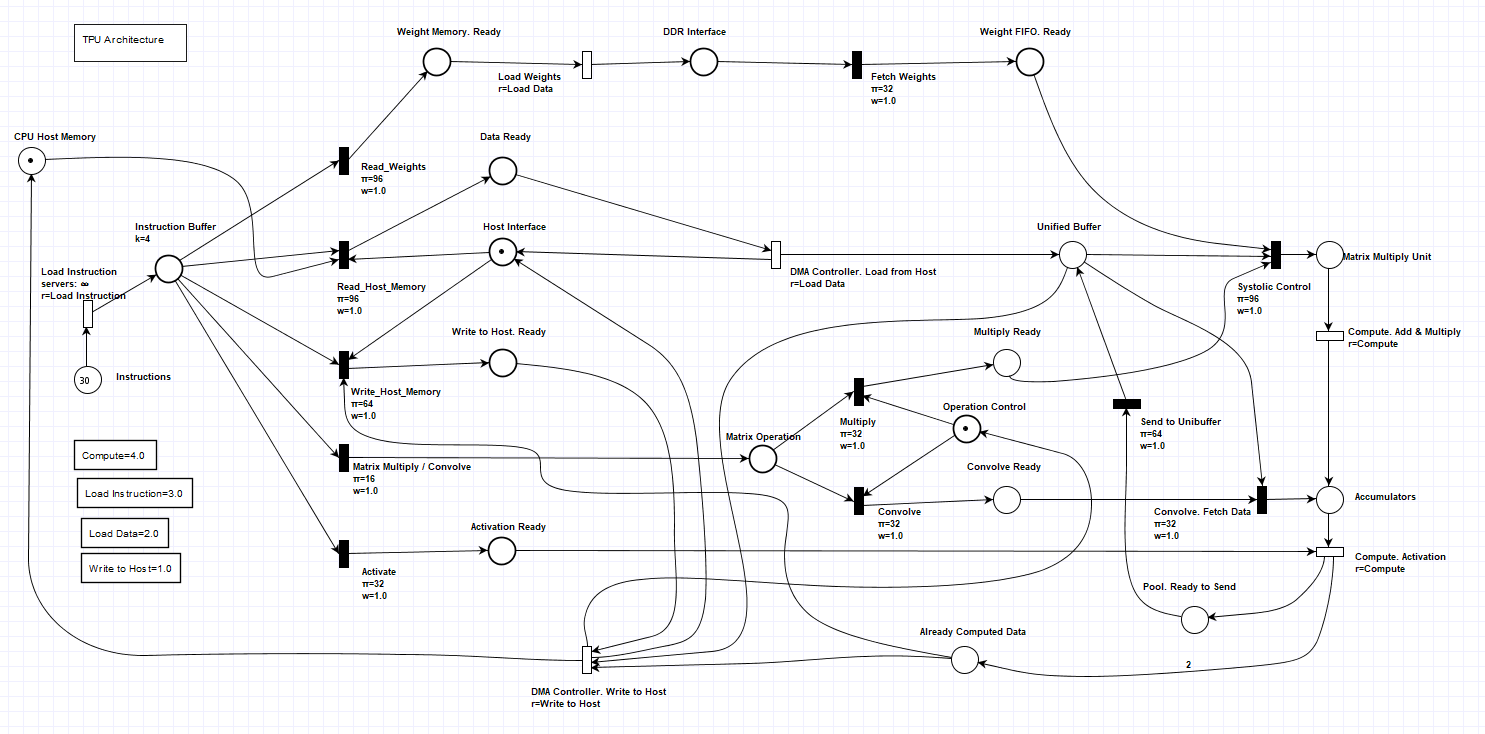 TPU Architecture
Weight Memory. Ready
DDR Interface
Weight FIFO. Ready
Load Weights
r=Load Data
Fetch Weights
π=32
w=1.0
CPU Host Memory
Data Ready
Read_Weights
π=96
w=1.0
Instruction Buffer
k=4
Host Interface
Unified Buffer
Matrix Multiply Unit
Load Instruction
servers: ∞
r=Load Instruction
DMA Controller. Load from Host
r=Load Data
Read_Host_Memory
π=96
w=1.0
Systolic Control
π=96
w=1.0
Write to Host. Ready
Multiply Ready
Compute. Add & Multiply
r=Compute
30
Instructions
Write_Host_Memory
π=64
w=1.0
Multiply
π=32
w=1.0
Operation Control
Send to Unibuffer
π=64
w=1.0
Matrix Operation
Compute=4.0
Matrix Multiply / Convolve
π=16
w=1.0
Convolve Ready
Load Instruction=3.0
Convolve
π=32
w=1.0
Convolve. Fetch Data
π=32
w=1.0
Accumulators
Load Data=2.0
Activation Ready
Write to Host=1.0
Activate
π=32
w=1.0
Compute. Activation
r=Compute
Pool. Ready to Send
Already Computed Data
2
DMA Controller. Write to Host
r=Write to Host